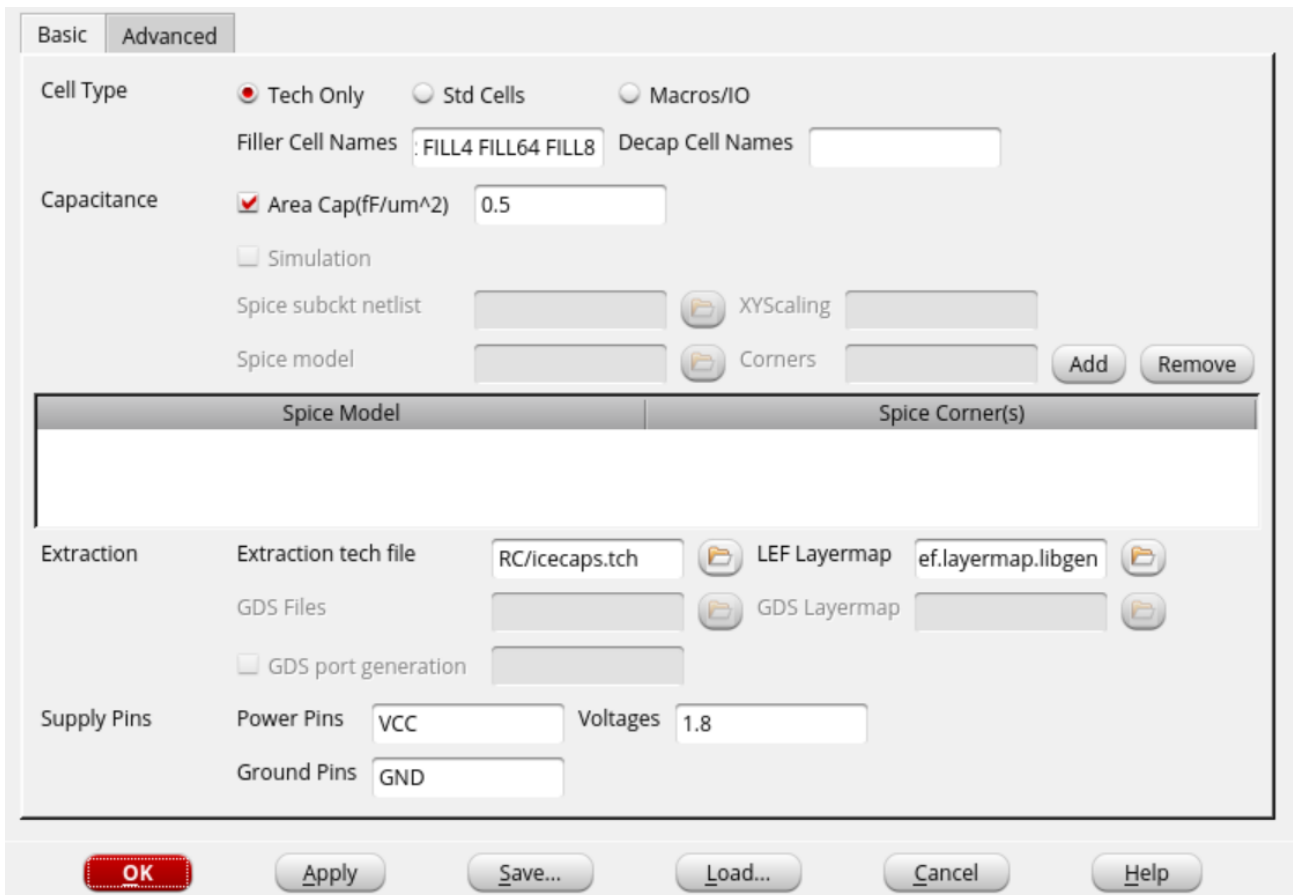 Basic Advanced
Cell Type Tech Only Std Cells Macros/IO
Filler Cell Names : FILL4 FILL64 FILL8 Decap Cell Names
Capacitance Area Cap(fF/um^2) 0.5
Simulation
Spice subckt netlist XYScaling
Spice model Corners Add Remove
Spice Model Spice Corner(s)
Extraction Extraction tech file RC/icecaps.tch LEF Layermap ef.layermap.libgen
GDS Files GDS Layermap
GDS port generation
Supply Pins Power Pins VCC Voltages 1.8
Ground Pins GND
OK Apply Save... Load... Cancel Help